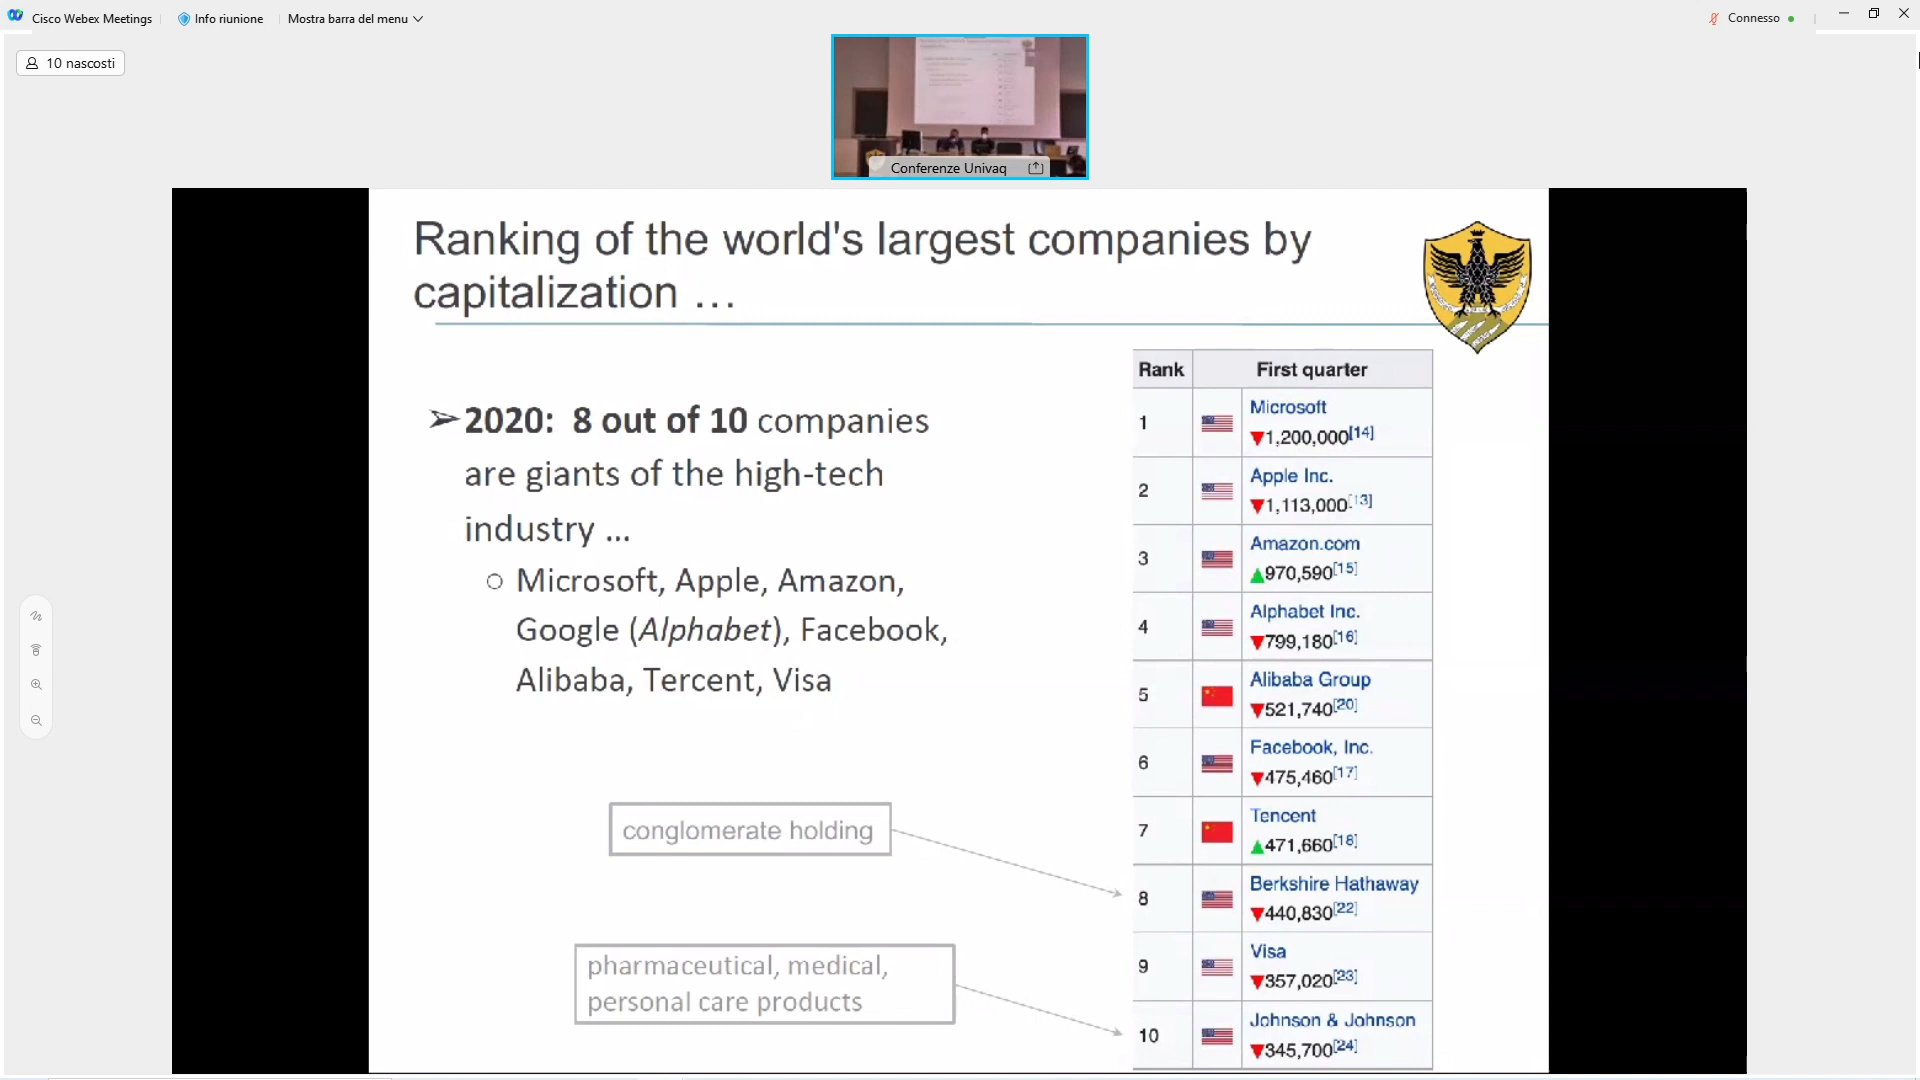 Cisco Webex Meetings
Info riunione
Mostra barra del menu
Connesso
10 nascosti
Conferenze Univaq
Ranking of the world's largest companies by
capitalization ...
2020: 8 out of 10 companies
are giants of the high-tech
industry ...
Microsoft, Apple, Amazon,
Google (Alphabet), Facebook,
Alibaba, Tercent, Visa
conglomerate holding
pharmaceutical, medical,
personal care products
Rank First quarter
1 Microsoft
1,200,000[14]
2 Apple Inc.
1,113,000[13]
3 Amazon.com
970,590[15]
4 Alphabet Inc.
799,180[16]
5 Alibaba Group
521,740[20]
6 Facebook, Inc.
475,460[17]
7 Tencent
471,660[18]
8 Berkshire Hathaway
440,830[22]
9 Visa
357,020[23]
10 Johnson & Johnson
345,700[24]